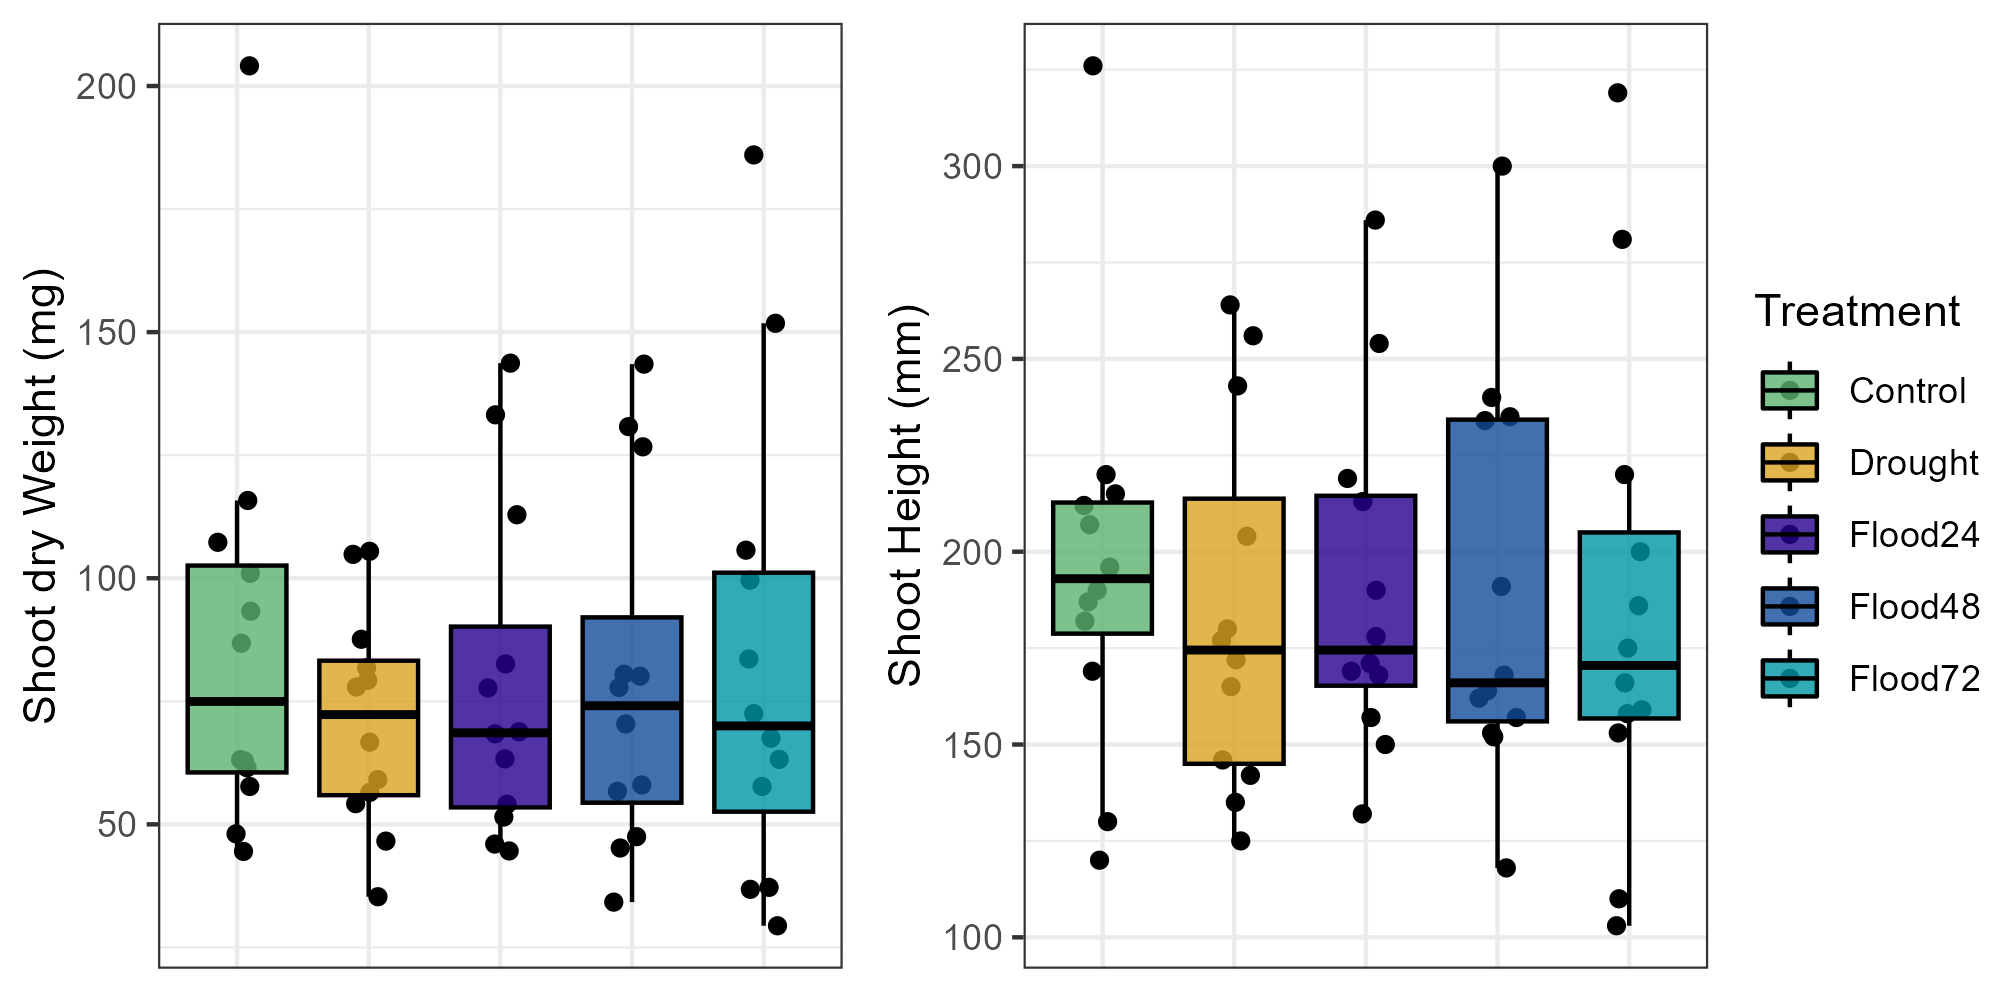 Shoot dry Weight (mg)
200
150
100
50
Shoot Height (mm)
300
250
200
150
100
Treatment
Control
Drought
Flood24
Flood48
Flood72